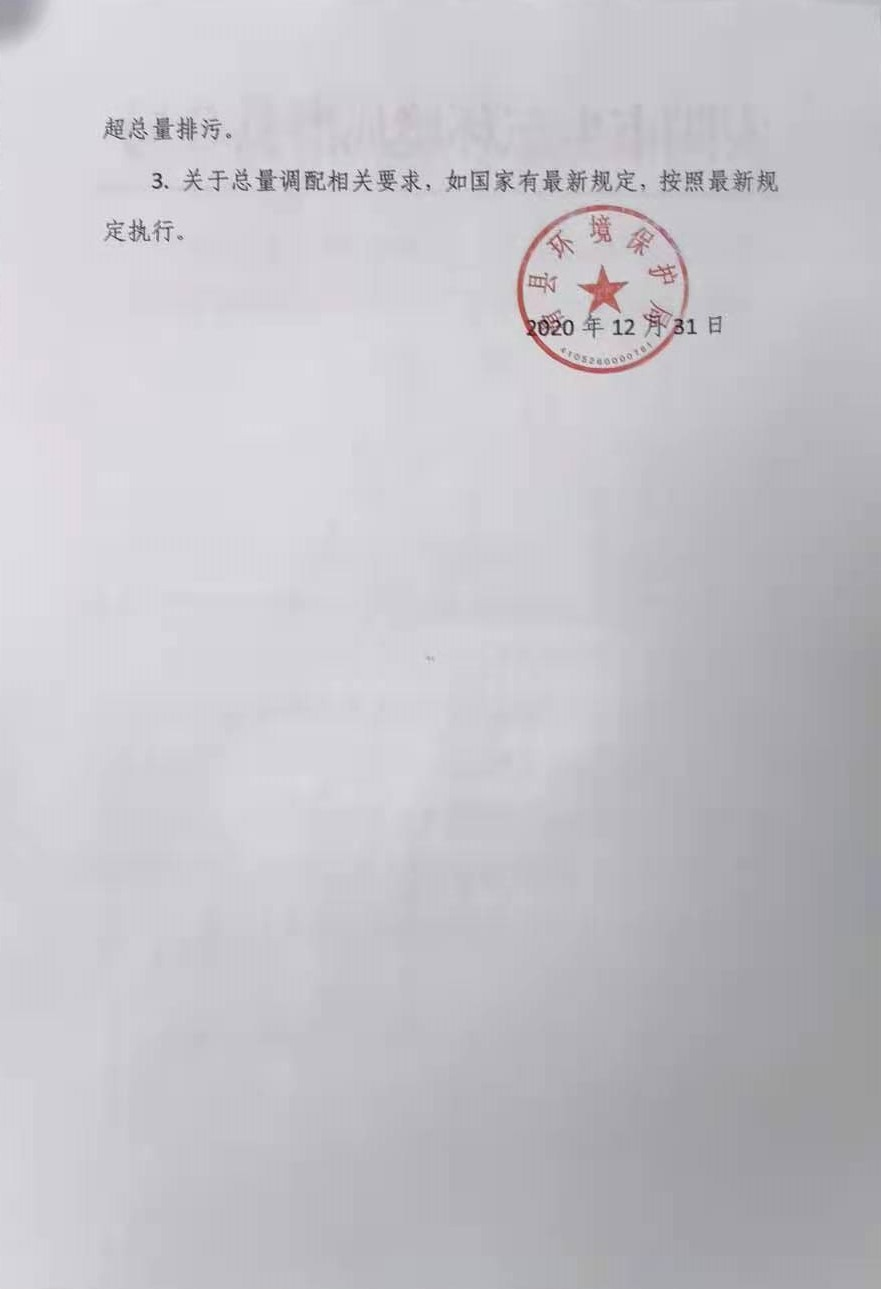 超总量排污。
3. 关于总量调配相关要求，如国家有最新规定，按照最新规
定执行。
县环境保护局
2020 年 12 月 31 日